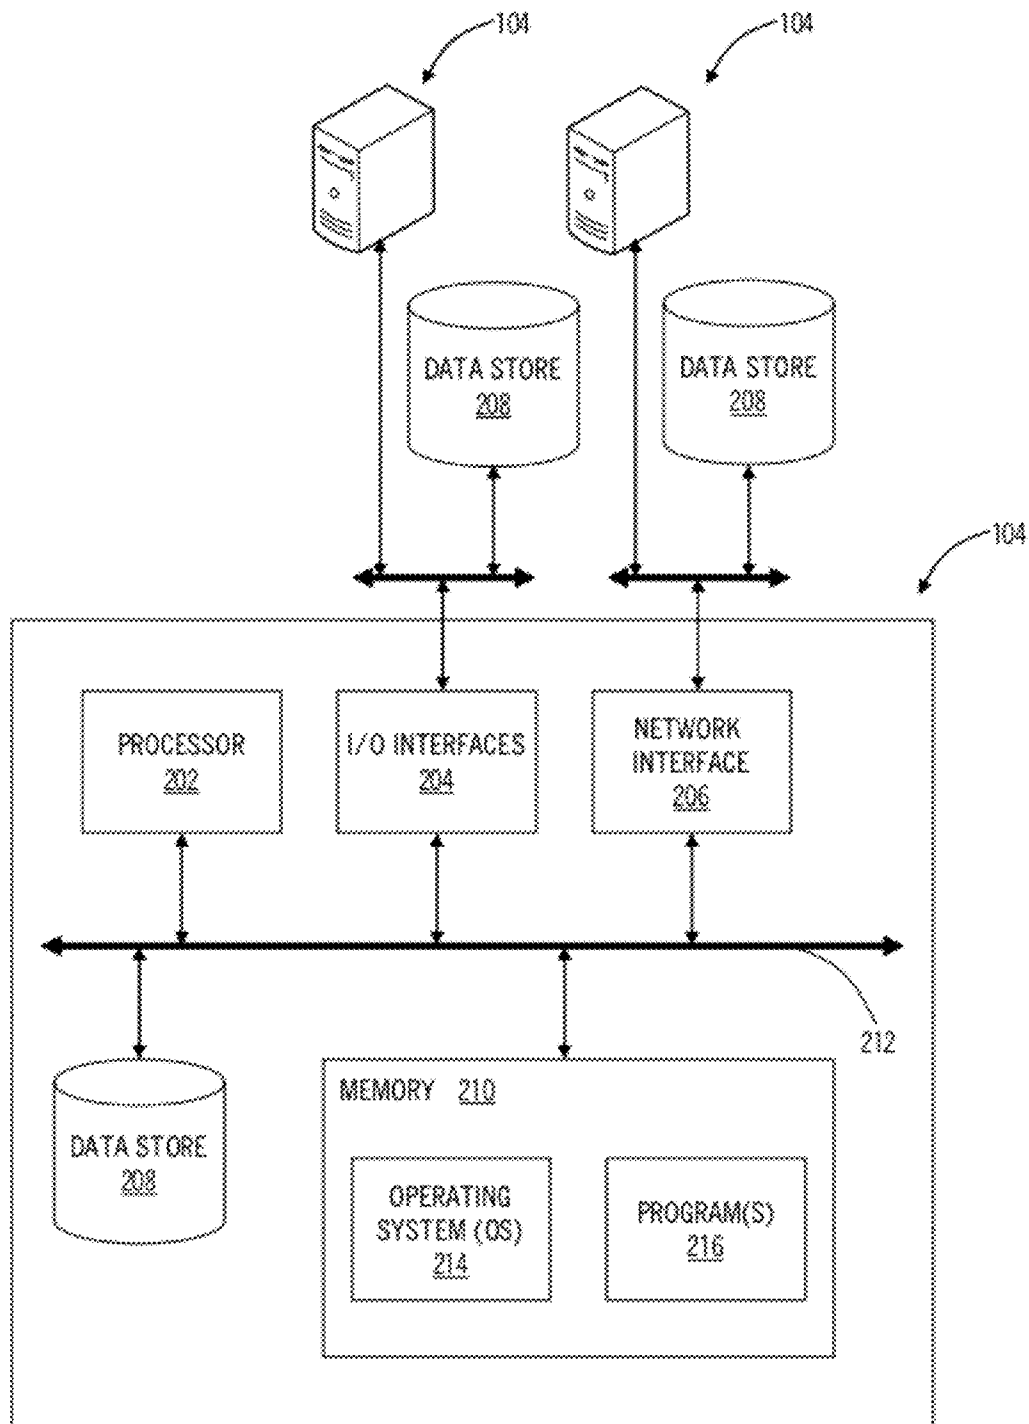 104
104
DATA STORE
208
DATA STORE
208
104
PROCESSOR
202
I/O INTERFACES
204
NETWORK
INTERFACE
206
212
DATA STORE
208
MEMORY 210
OPERATING
SYSTEM (OS)
214
PROGRAM(S)
216